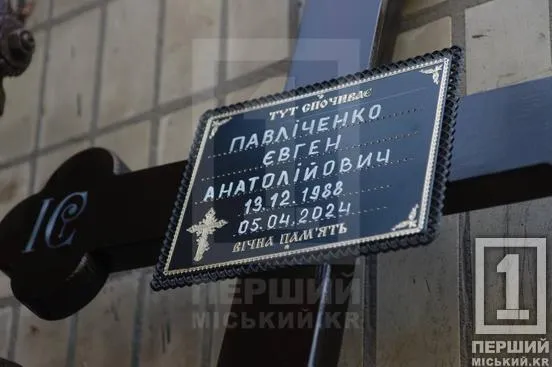 ІС
ТУТ СПОЧИВАЄ
ПАВЛІЧЕНКО
ЄВГЕН
АНАТОЛІЙОВИЧ
13.12.1988
05.04.2024
ВІЧНА ПАМ'ЯТЬ
ПЕРШИЙ
МІСЬКИЙ.KR
1
ПЕРШИЙ
МІСЬКИЙ.kr